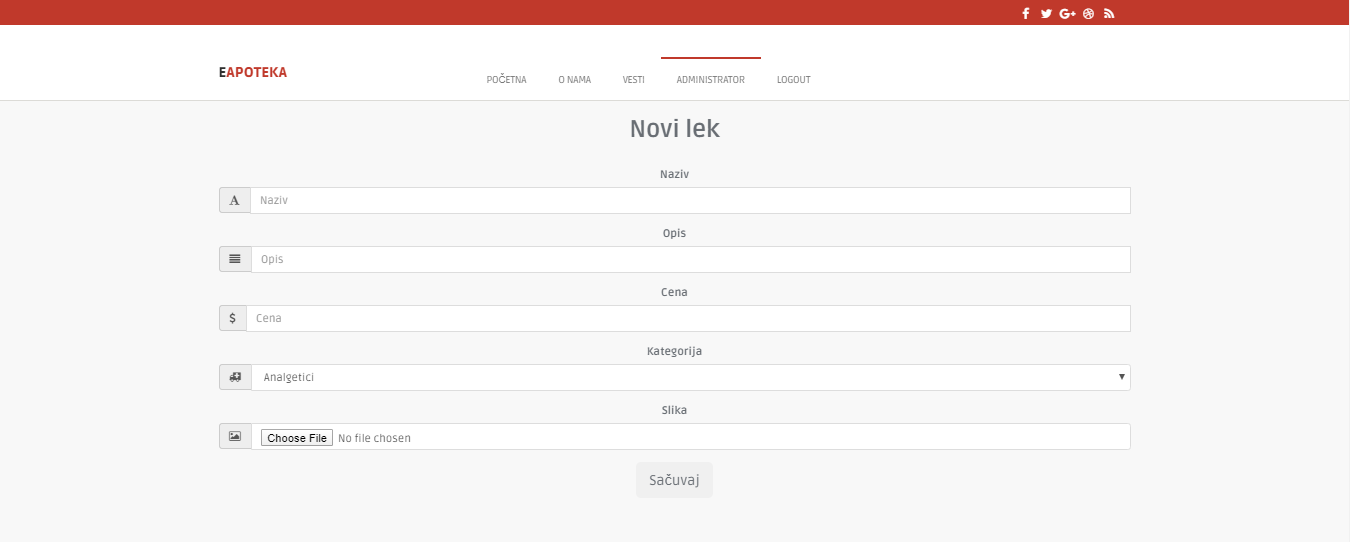 EAPOTEKA
POČETNA O NAMA VESTI ADMINISTRATOR LOGOUT
Novi lek
Naziv
Naziv
Opis
Opis
Cena
$ Cena
Kategorija
Analgetici
Slika
Choose File No file chosen
Sačuvaj